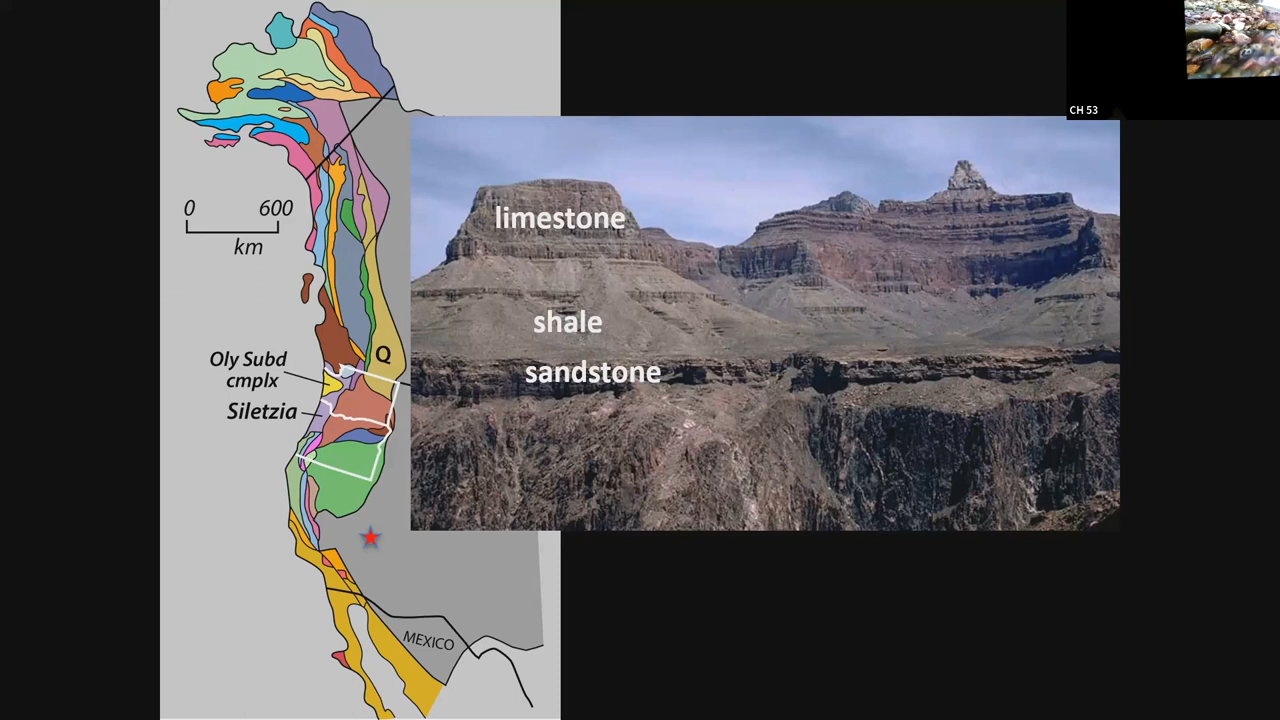 CH 53
limestone
0 600
km
shale
Q
Oly Subd
cmplx
sandstone
Siletzia
MEXICO